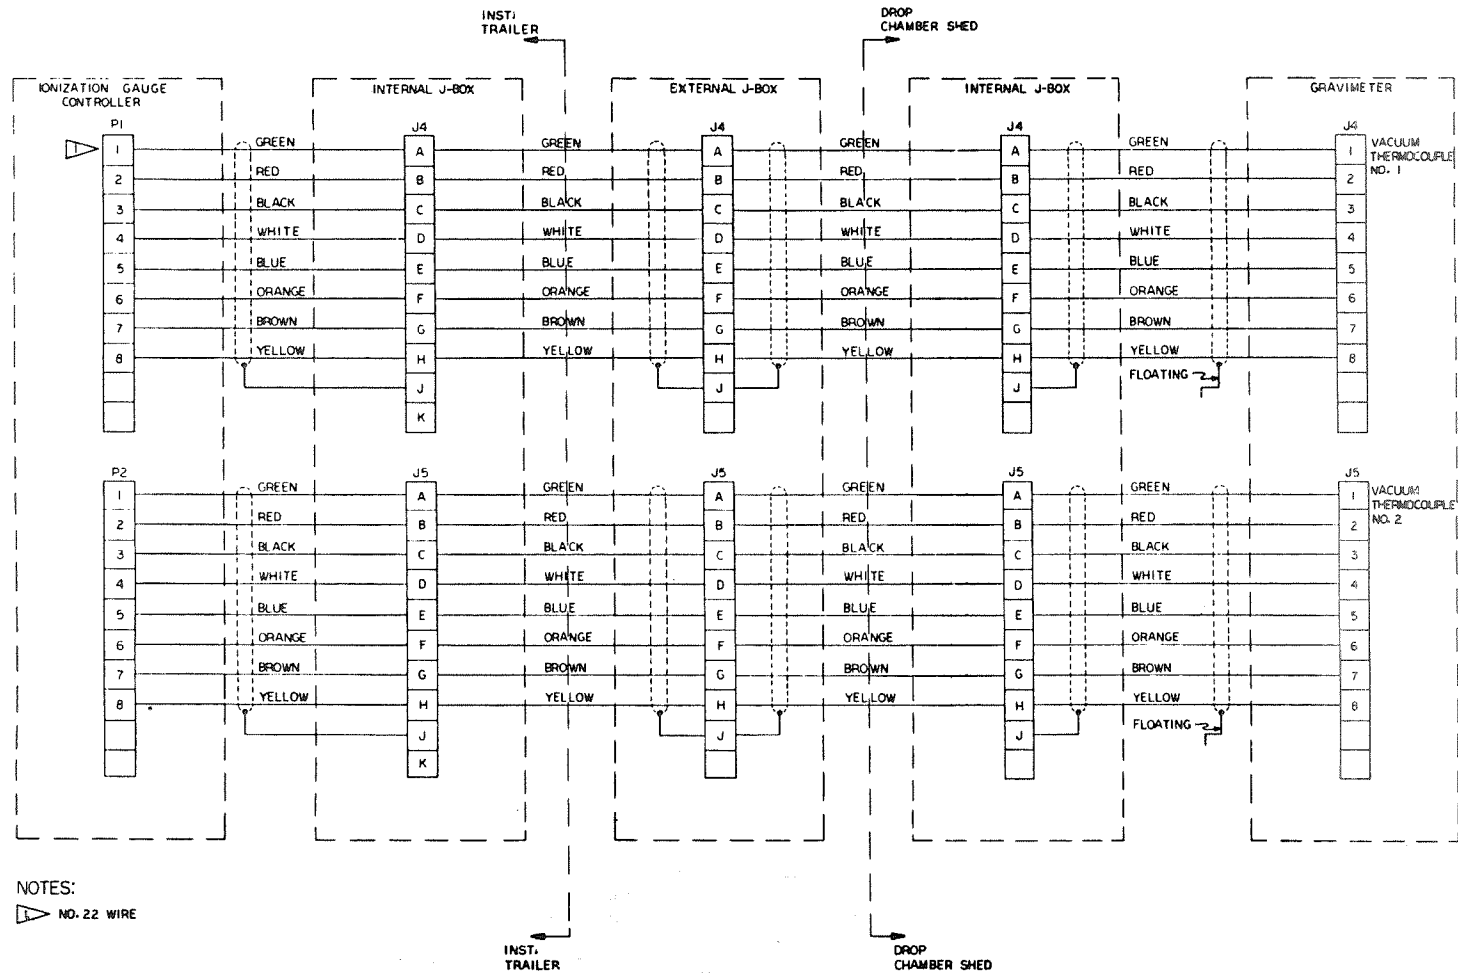 INST.
TRAILER
DROP
CHAMBER SHED
IONIZATION GAUGE
CONTROLLER
INTERNAL J-BOX
EXTERNAL J-BOX
INTERNAL J-BOX
GRAVIMETER
P1
J4
J4
J4
J4
1 GREEN A GREEN A GREEN A GREEN 1
VACUUM
THERMOCOUPLE
NO. 1
1
2 RED B RED B RED B RED 2
3 BLACK C BLACK C BLACK C BLACK 3
4 WHITE D WHITE D WHITE D WHITE 4
5 BLUE E BLUE E BLUE E BLUE 5
6 ORANGE F ORANGE F ORANGE F ORANGE 6
7 BROWN G BROWN G BROWN G BROWN 7
8 YELLOW H YELLOW H YELLOW H YELLOW 8
J J J FLOATING
K
P2
J5
J5
J5
J5
1 GREEN A GREEN A GREEN A GREEN 1
VACUUM
THERMOCOUPLE
NO. 2
2 RED B RED B RED B RED 2
3 BLACK C BLACK C BLACK C BLACK 3
4 WHITE D WHITE D WHITE D WHITE 4
5 BLUE E BLUE E BLUE E BLUE 5
6 ORANGE F ORANGE F ORANGE F ORANGE 6
7 BROWN G BROWN G BROWN G BROWN 7
8 YELLOW H YELLOW H YELLOW H YELLOW 8
J J J FLOATING
K
NOTES:
1 NO. 22 WIRE
INST.
TRAILER
DROP
CHAMBER SHED